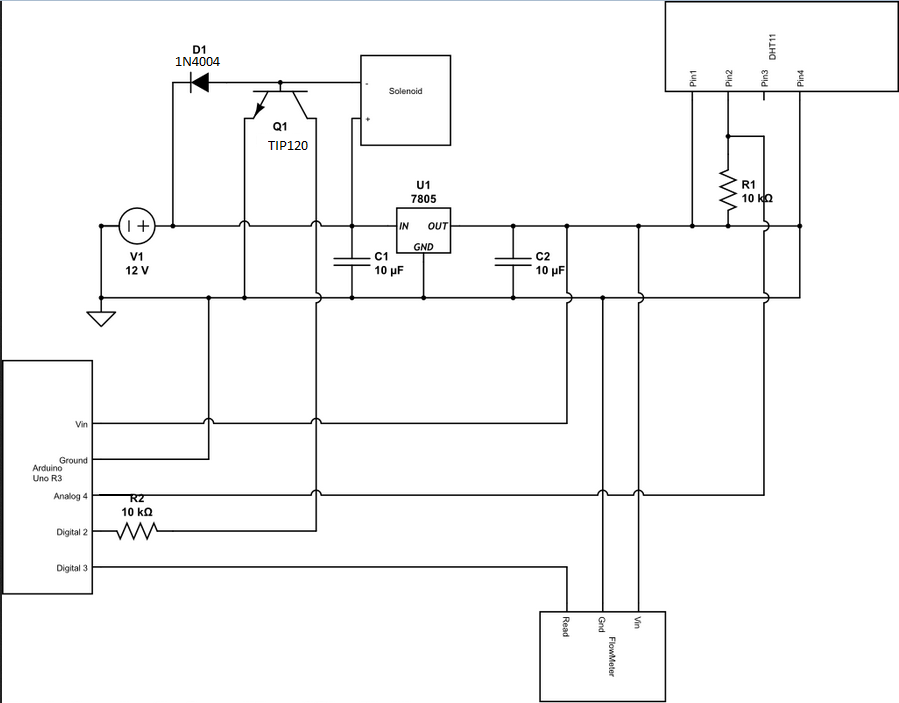 D1
1N4004
Solenoid
-
+
Q1
TIP120
DHT11
Pin1
Pin2
Pin3
Pin4
R1
10 kΩ
U1
7805
IN OUT
GND
V1
12 V
C1
10 µF
C2
10 µF
Arduino
Uno R3
Vin
Ground
Analog 4
Digital 2
Digital 3
R2
10 kΩ
Read
Gnd
Vin
FlowMeter